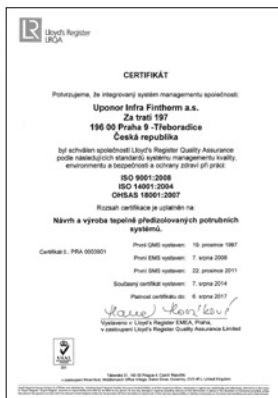 Lloyd's Register
LRQA
CERTIFIKÁT
Potvrzujeme, že integrovaný systém managementu společnosti:
Uponor Infra Fintherm a.s.
Za tratí 197
196 00 Praha 9 -Třeboradice
Česká republika
byl schválen společností Lloyd's Register Quality Assurance
podle následujících standardů systému managementu kvality,
environmentu a bezpečnosti a ochrany zdraví při práci:
ISO 9001:2008
ISO 14001:2004
OHSAS 18001:2007
Rozsah certifikace je uplatněn na
Návrh a výroba tepelně předizolovaných potrubních
systémů.
Certifikát č.: PRA 0003901
První QMS vystaven: 19. prosince 1997
První EMS vystaven: 7. srpna 2008
První SMS vystaven: 22. prosince 2011
Současný certifikát vystaven: 7. srpna 2014
Platnost certifikátu do: 6. srpna 2017
Vystaveno v: Lloyd's Register EMEA, Praha,
v zastoupení Lloyd's Register Quality Assurance Limited
UKAS
001